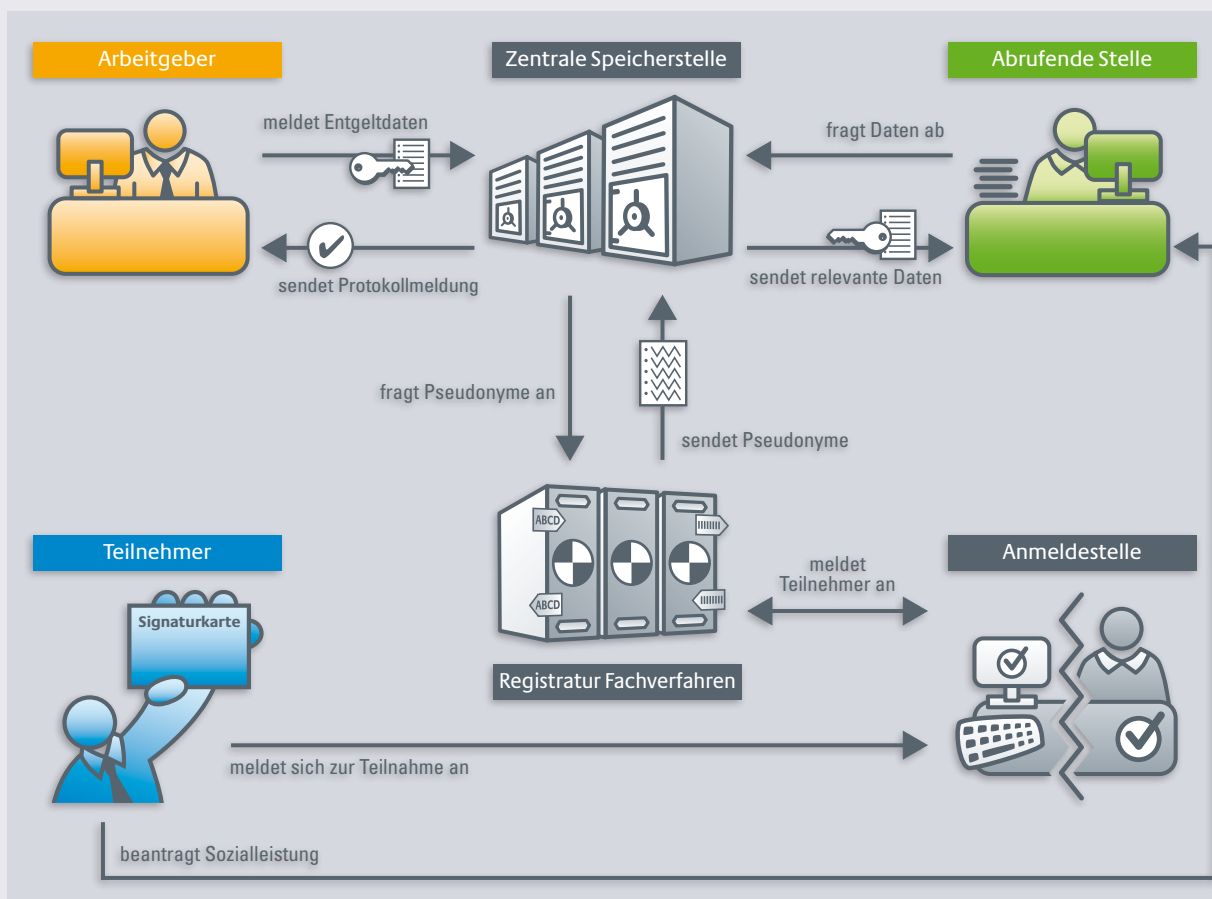 Arbeitgeber
Zentrale Speicherstelle
Abrufende Stelle
meldet Entgeltdaten
fragt Daten ab
sendet Protokollmeldung
sendet relevante Daten
fragt Pseudonyme an
sendet Pseudonyme
ABCD
ABCD
Teilnehmer
Signaturkarte
meldet
Teilnehmer an
Anmeldestelle
Registratur Fachverfahren
meldet sich zur Teilnahme an
beantragt Sozialleistung